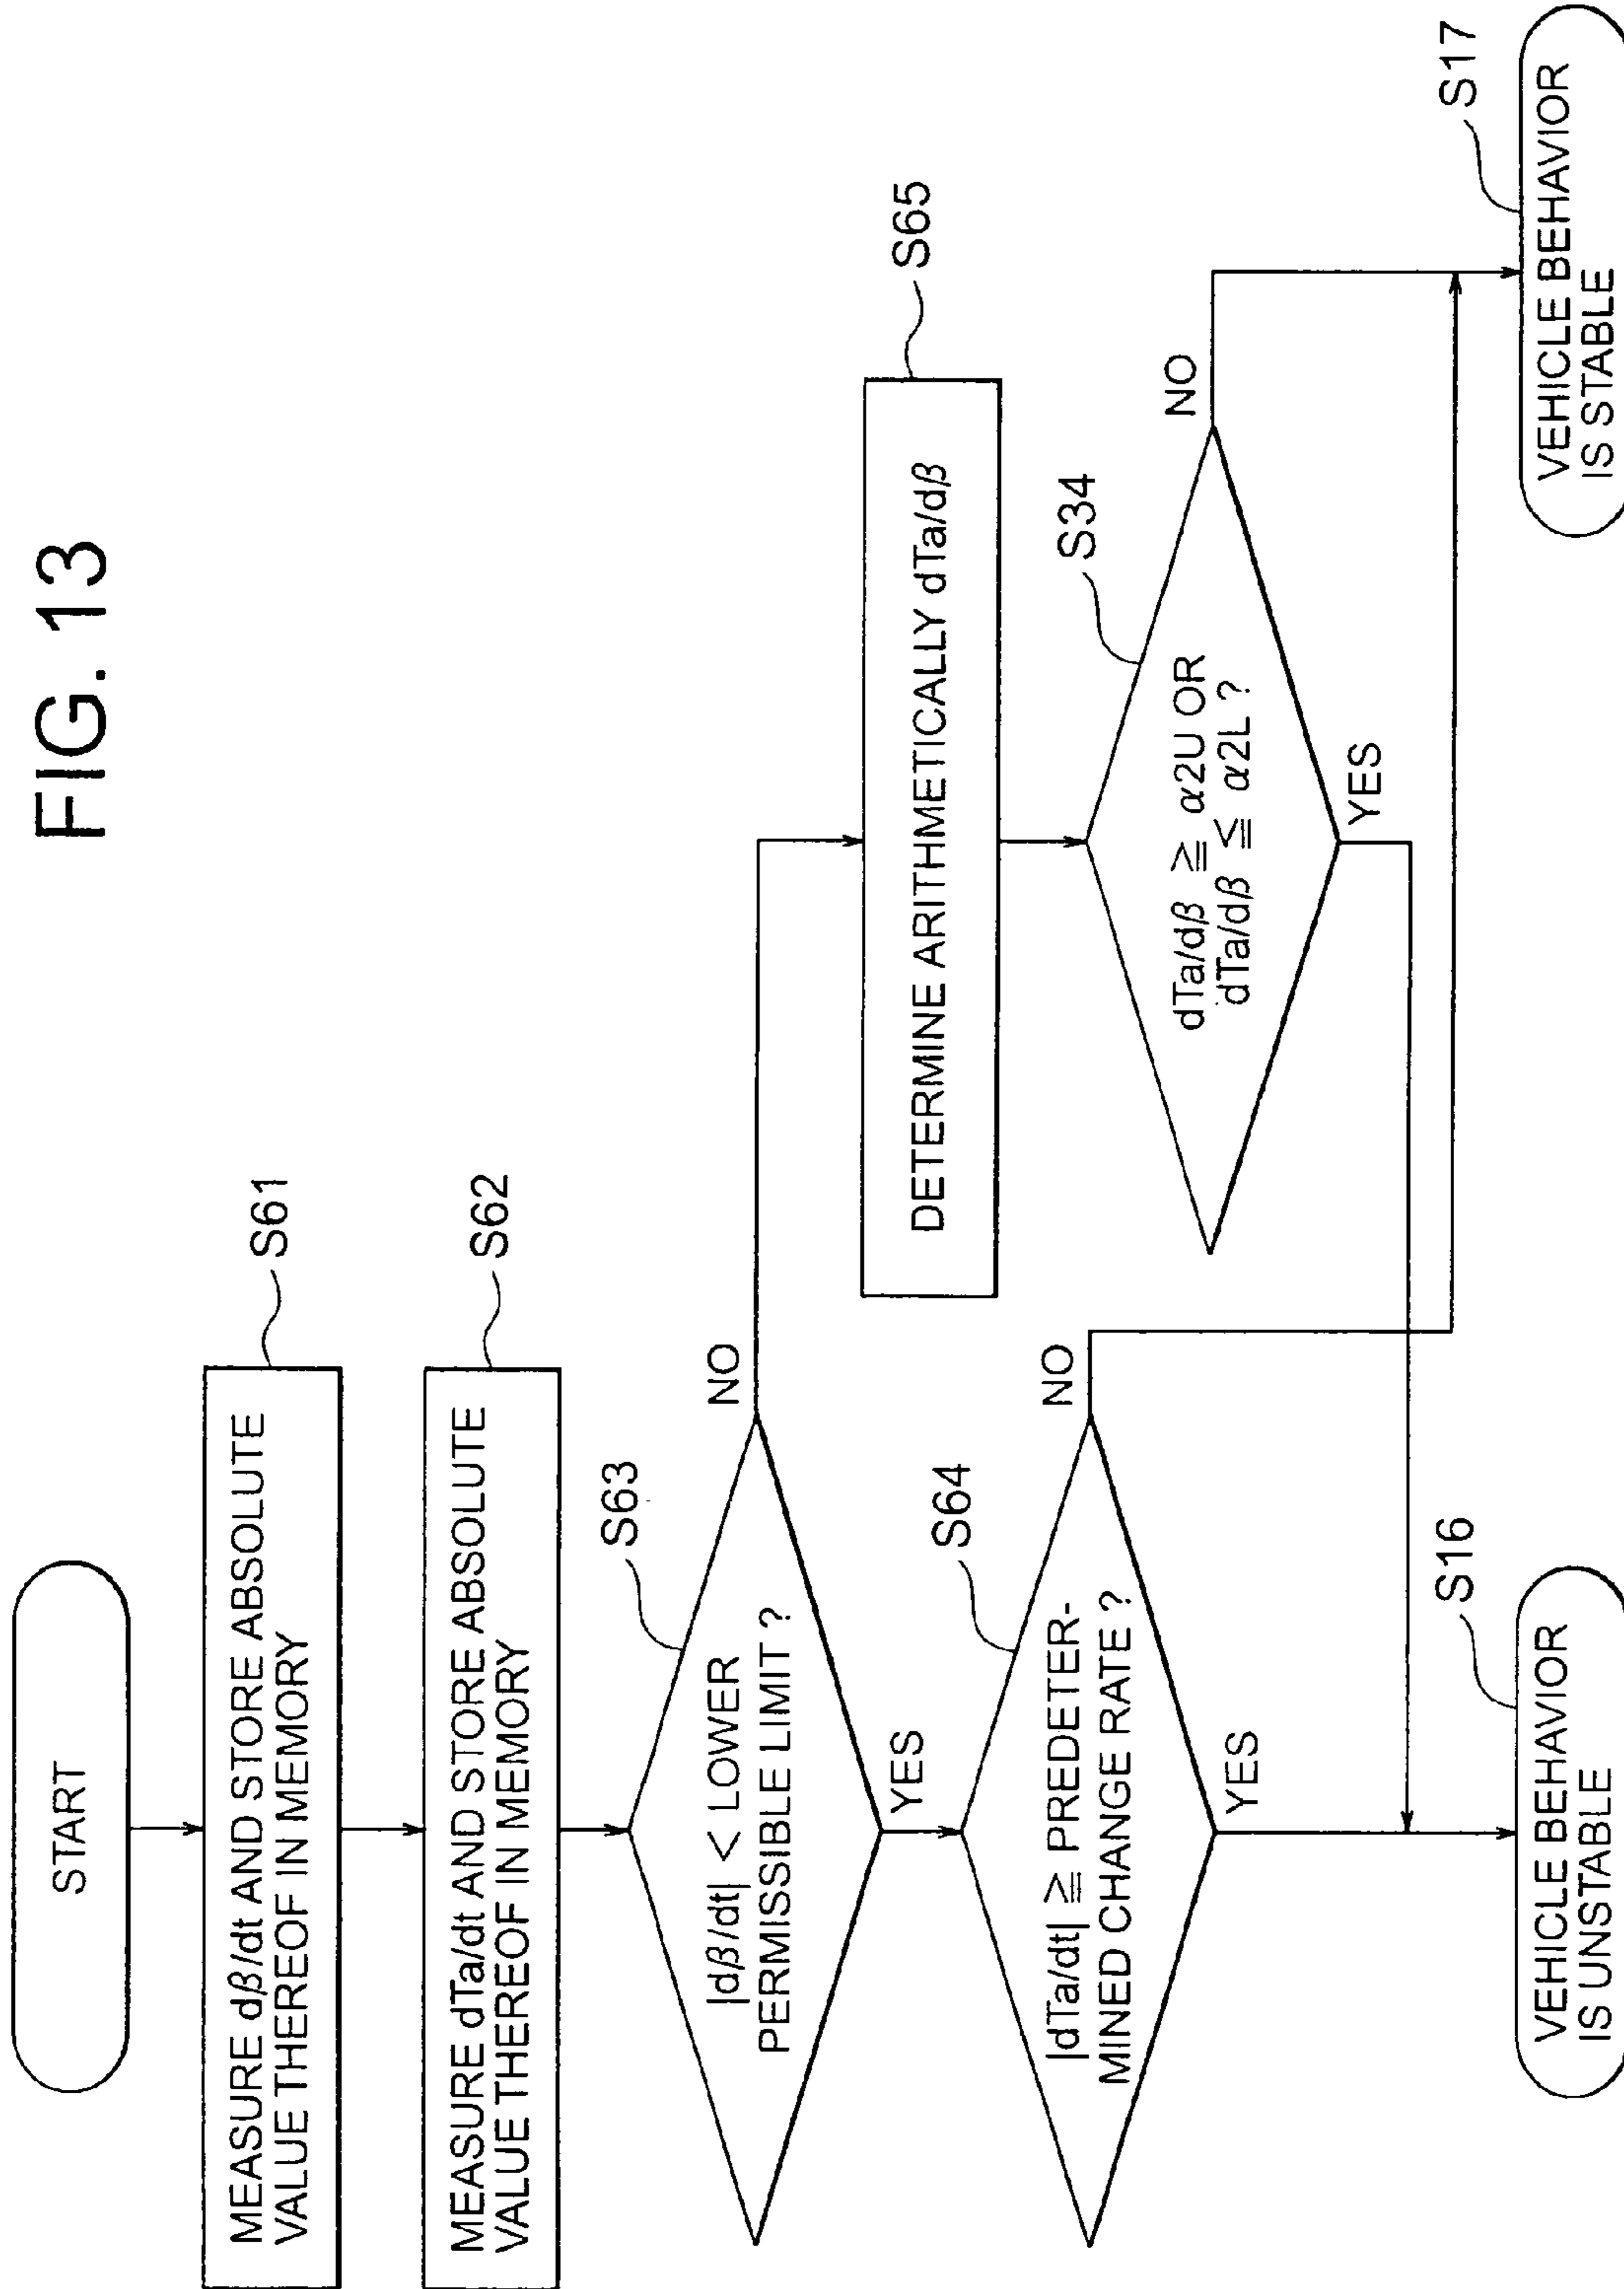 FIG. 13
START
MEASURE dβ/dt AND STORE ABSOLUTE
VALUE THEREOF IN MEMORY
S61
MEASURE dTa/dt AND STORE ABSOLUTE
VALUE THEREOF IN MEMORY
S62
|dβ/dt| < LOWER
PERMISSIBLE LIMIT ?
S63
NO
YES
|dTa/dt| ≧ PREDETER-
MINED CHANGE RATE ?
S64
NO
YES
DETERMINE ARITHMETICALLY dTa/dβ
S65
dTa/dβ ≧ α2U OR
dTa/dβ ≦ α2L ?
S34
NO
YES
VEHICLE BEHAVIOR
IS UNSTABLE
S16
VEHICLE BEHAVIOR
IS STABLE
S17